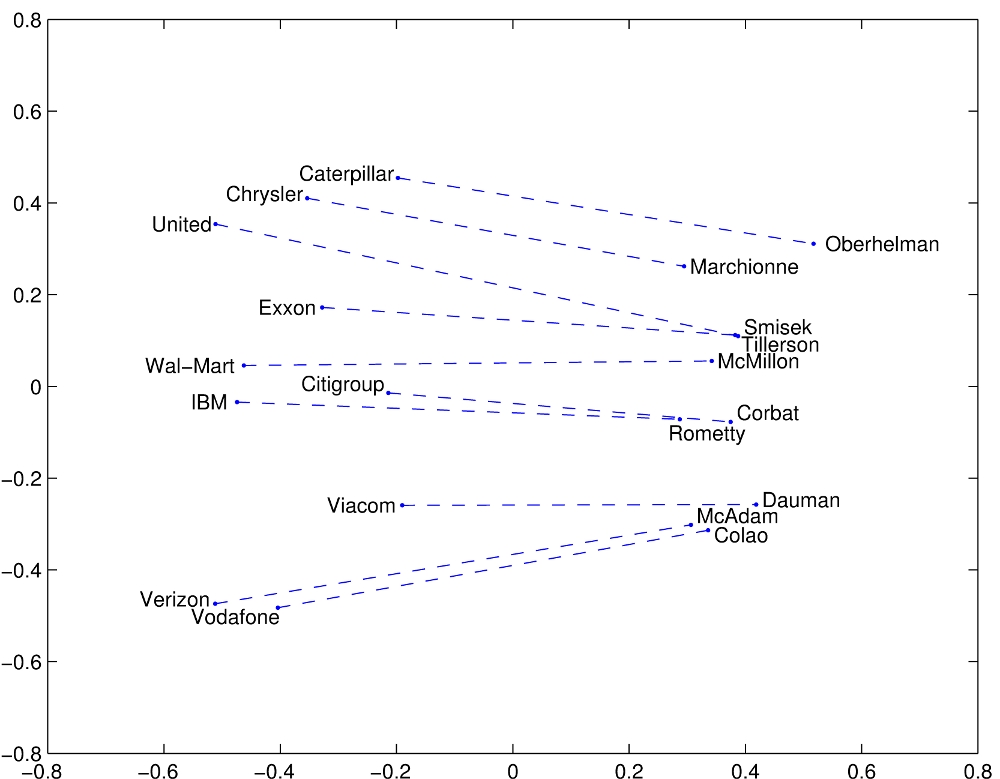 0.8
0.6
Caterpillar
Chrysler
0.4
United
Oberhelman
Marchionne
0.2
Exxon
Smisek
Tillerson
McMillon
Wal−Mart
0
Citigroup
IBM
Corbat
Rometty
−0.2
Viacom
Dauman
McAdam
Colao
−0.4
Verizon
Vodafone
−0.6
−0.8
−0.8 −0.6 −0.4 −0.2 0 0.2 0.4 0.6 0.8